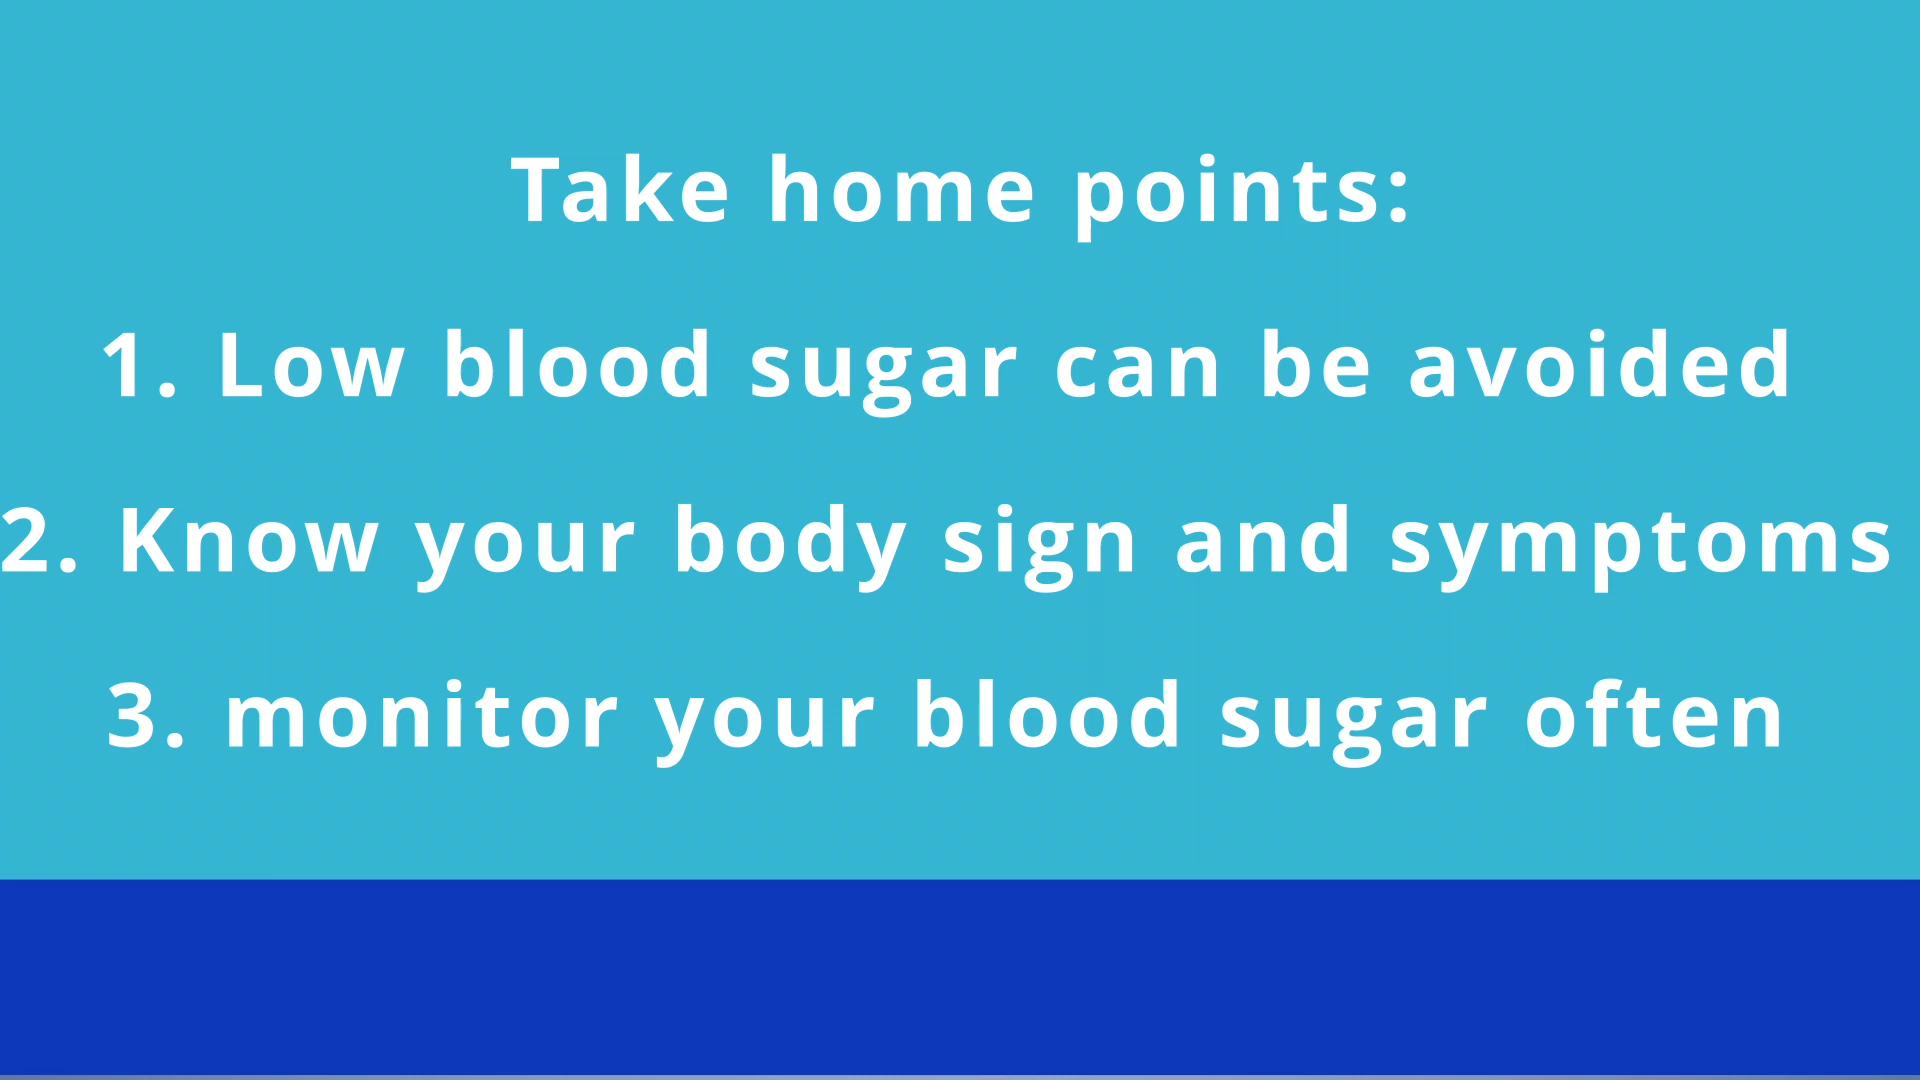 Take home points:
1. Low blood sugar can be avoided
2. Know your body sign and symptoms
3. monitor your blood sugar often